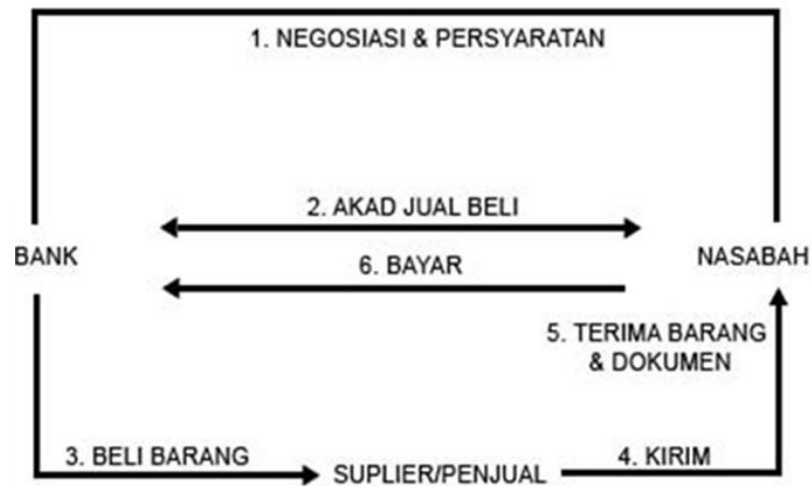 1. NEGOSIASI & PERSYARATAN
2. AKAD JUAL BELI
BANK
NASABAH
6. BAYAR
5. TERIMA BARANG
& DOKUMEN
3. BELI BARANG
SUPLIER/PENJUAL
4. KIRIM